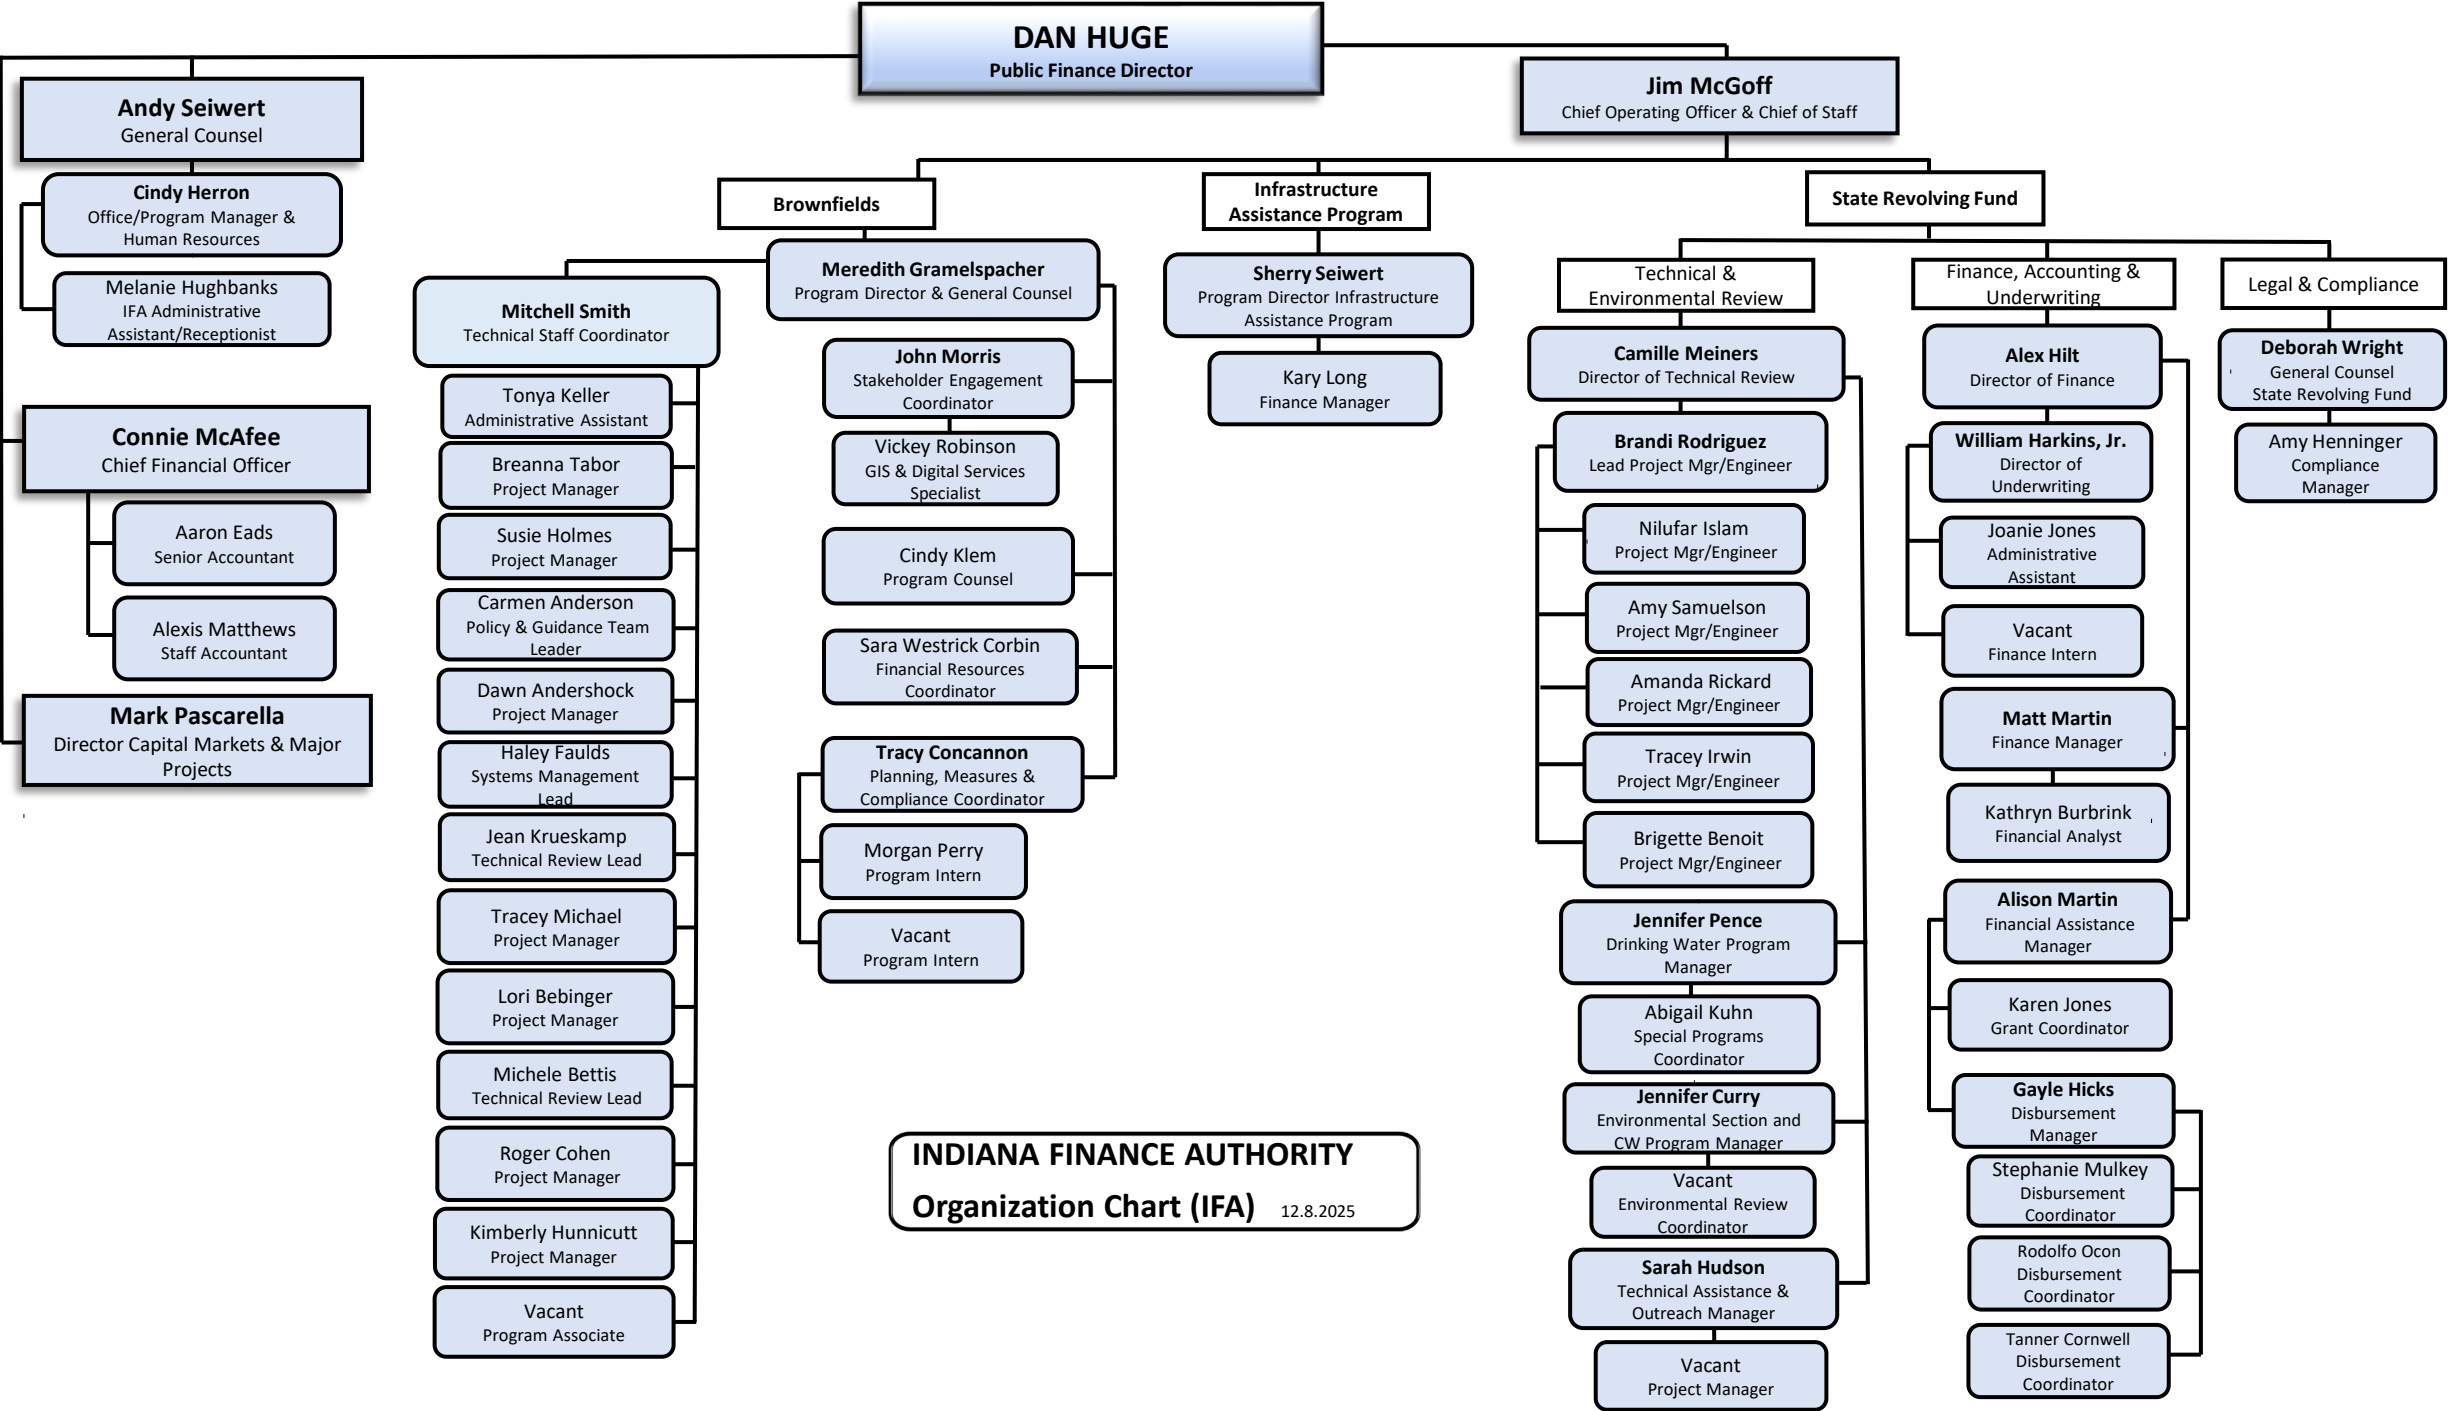 DAN HUGE
Public Finance Director
Andy Seiwert
General Counsel
Cindy Herron
Office/Program Manager &
Human Resources
Melanie Hughbanks
IFA Administrative
Assistant/Receptionist
Connie McAfee
Chief Financial Officer
Aaron Eads
Senior Accountant
Alexis Matthews
Staff Accountant
Mark Pascarella
Director Capital Markets & Major
Projects
Jim McGoff
Chief Operating Officer & Chief of Staff
Brownfields
Meredith Gramelspacher
Program Director & General Counsel
Mitchell Smith
Technical Staff Coordinator
Tonya Keller
Administrative Assistant
Breanna Tabor
Project Manager
Susie Holmes
Project Manager
Carmen Anderson
Policy & Guidance Team
Leader
Dawn Andershock
Project Manager
Haley Faulds
Systems Management
Lead
Jean Krueskamp
Technical Review Lead
Tracey Michael
Project Manager
Lori Bebinger
Project Manager
Michele Bettis
Technical Review Lead
Roger Cohen
Project Manager
Kimberly Hunnicutt
Project Manager
Vacant
Program Associate
John Morris
Stakeholder Engagement
Coordinator
Vickey Robinson
GIS & Digital Services
Specialist
Cindy Klem
Program Counsel
Sara Westrick Corbin
Financial Resources
Coordinator
Tracy Concannon
Planning, Measures &
Compliance Coordinator
Morgan Perry
Program Intern
Vacant
Program Intern
Infrastructure
Assistance Program
Sherry Seiwert
Program Director Infrastructure
Assistance Program
Kary Long
Finance Manager
State Revolving Fund
Technical &
Environmental Review
Camille Meiners
Director of Technical Review
Brandi Rodriguez
Lead Project Mgr/Engineer
Nilufar Islam
Project Mgr/Engineer
Amy Samuelson
Project Mgr/Engineer
Amanda Rickard
Project Mgr/Engineer
Tracey Irwin
Project Mgr/Engineer
Brigette Benoit
Project Mgr/Engineer
Jennifer Pence
Drinking Water Program
Manager
Abigail Kuhn
Special Programs
Coordinator
Jennifer Curry
Environmental Section and
CW Program Manager
Vacant
Environmental Review
Coordinator
Sarah Hudson
Technical Assistance &
Outreach Manager
Vacant
Project Manager
Finance, Accounting &
Underwriting
Alex Hilt
Director of Finance
William Harkins, Jr.
Director of
Underwriting
Joanie Jones
Administrative
Assistant
Vacant
Finance Intern
Matt Martin
Finance Manager
Kathryn Burbrink
Financial Analyst
Alison Martin
Financial Assistance
Manager
Karen Jones
Grant Coordinator
Gayle Hicks
Disbursement
Manager
Stephanie Mulkey
Disbursement
Coordinator
Rodolfo Ocon
Disbursement
Coordinator
Tanner Cornwell
Disbursement
Coordinator
Legal & Compliance
Deborah Wright
General Counsel
State Revolving Fund
Amy Henninger
Compliance
Manager
INDIANA FINANCE AUTHORITY
Organization Chart (IFA) 12.8.2025